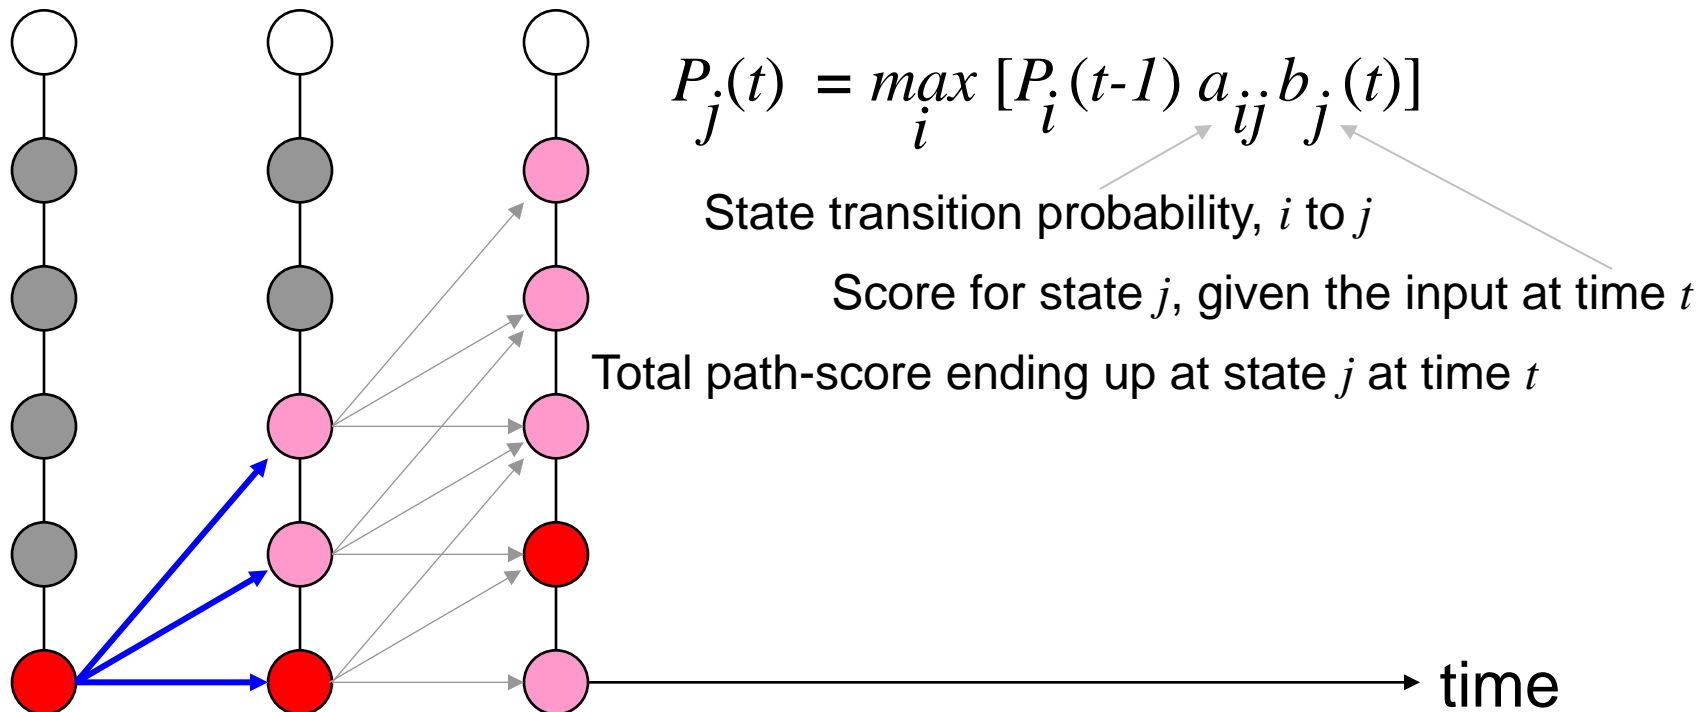 P_j(t) = max_i [P_i(t-1) a_ij b_j(t)]
State transition probability, i to j
Score for state j, given the input at time t
Total path-score ending up at state j at time t
time